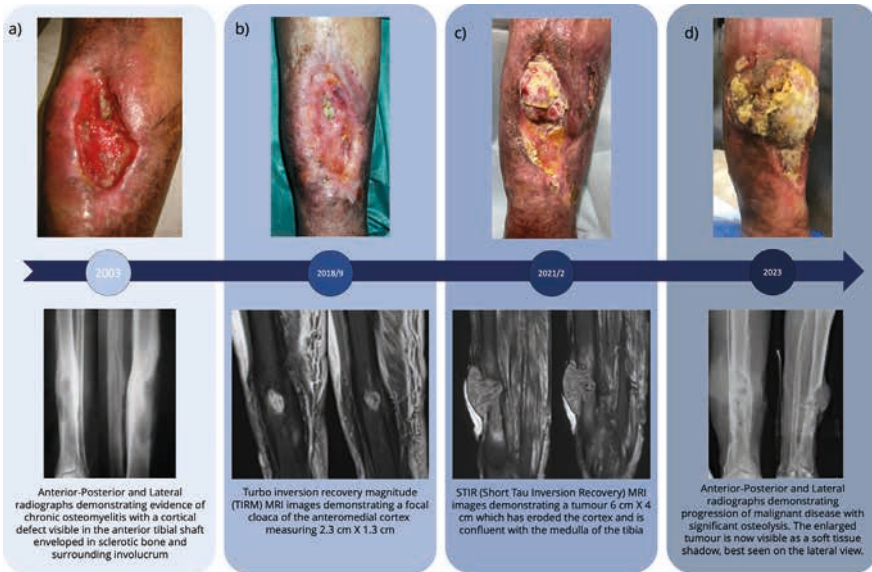 a)
b)
c)
d)
2003
2018/9
2021/2
2023
Anterior-Posterior and Lateral
radiographs demonstrating evidence of
chronic osteomyelitis with a cortical
defect visible in the anterior tibial shaft
enveloped in sclerotic bone and
surrounding involucrum
Turbo inversion recovery magnitude
(TIRM) MRI images demonstrating a focal
cloaca of the anteromedial cortex
measuring 2.3 cm X 1.3 cm
STIR (Short Tau Inversion Recovery) MRI
images demonstrating a tumour 6 cm X 4
cm which has eroded the cortex and is
confluent with the medulla of the tibia
Anterior-Posterior and Lateral
radiographs demonstrating
progression of malignant disease with
significant osteolysis. The enlarged
tumour is now visible as a soft tissue
shadow, best seen on the lateral view.